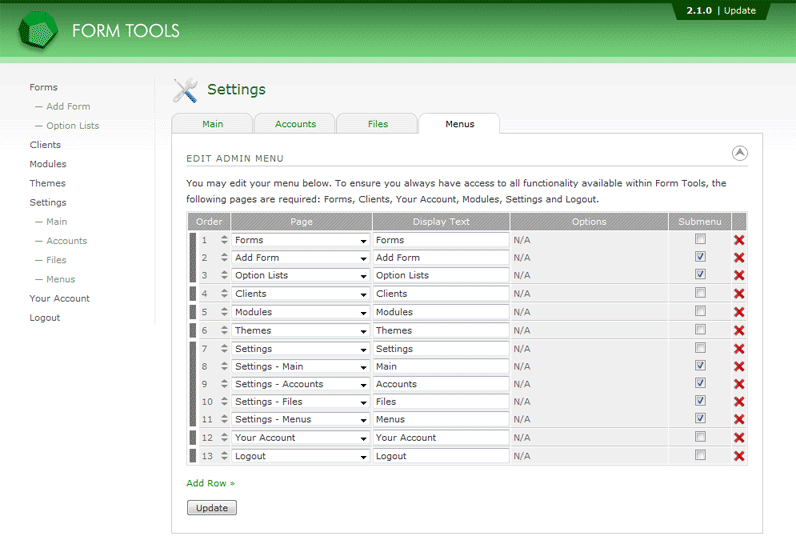 2.1.0 | Update
FORM TOOLS
Forms
— Add Form
— Option Lists
Clients
Modules
Themes
Settings
— Main
— Accounts
— Files
— Menus
Your Account
Logout
Settings
Main Accounts Files Menus
EDIT ADMIN MENU
You may edit your menu below. To ensure you always have access to all functionality available within Form Tools, the
following pages are required: Forms, Clients, Your Account, Modules, Settings and Logout.
Order Page Display Text Options Submenu
1 Forms Forms N/A
2 Add Form Add Form N/A
3 Option Lists Option Lists N/A
4 Clients Clients N/A
5 Modules Modules N/A
6 Themes Themes N/A
7 Settings Settings N/A
8 Settings - Main Main N/A
9 Settings - Accounts Accounts N/A
10 Settings - Files Files N/A
11 Settings - Menus Menus N/A
12 Your Account Your Account N/A
13 Logout Logout N/A
Add Row »
Update